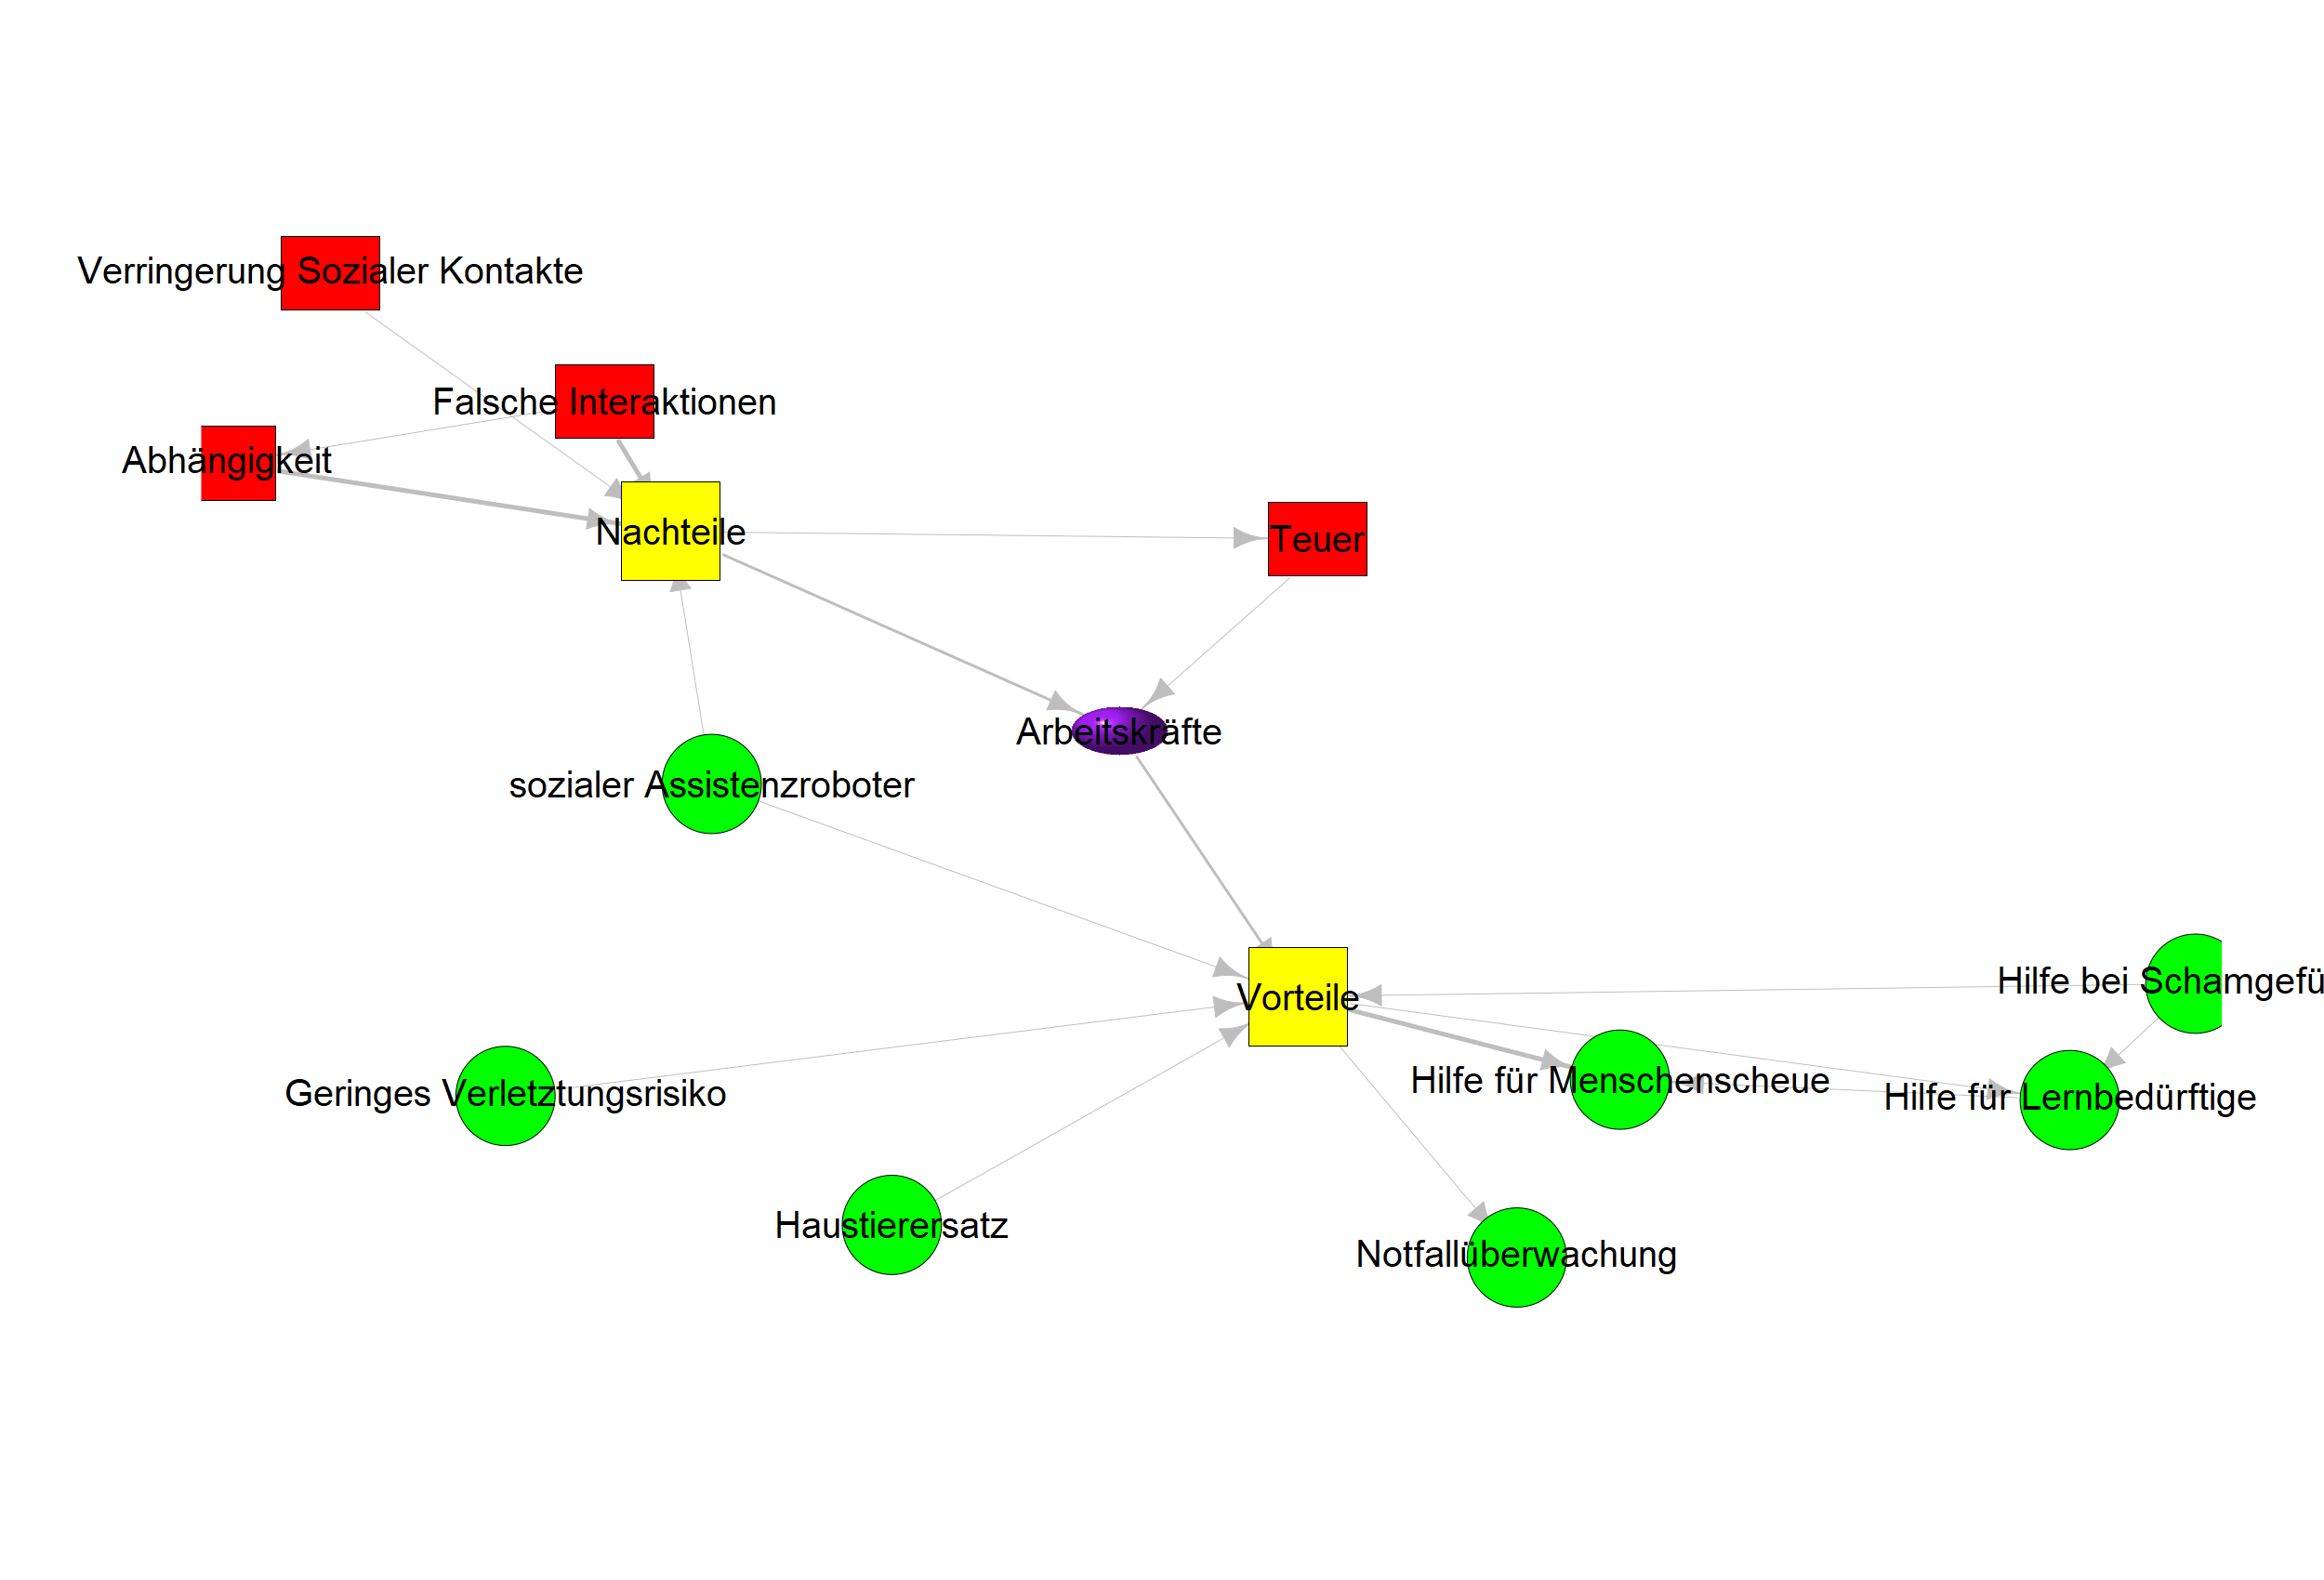 Verringerung Sozialer Kontakte
Falsche Interaktionen
Abhängigkeit
Nachteile
Teuer
Arbeitskräfte
sozialer Assistenzroboter
Hilfe bei Schamgefü
Vorteile
Hilfe für Menschenscheue
Geringes Verletztungsrisiko
Hilfe für Lernbedürftige
Haustierersatz
Notfallüberwachung